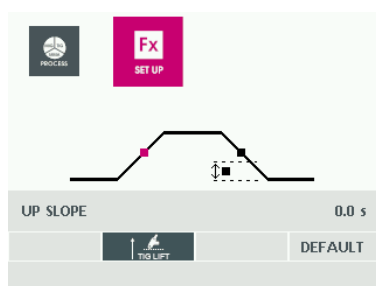 PROCESS
Fx
SET UP
UP SLOPE 0.0 s
TIG LIFT DEFAULT